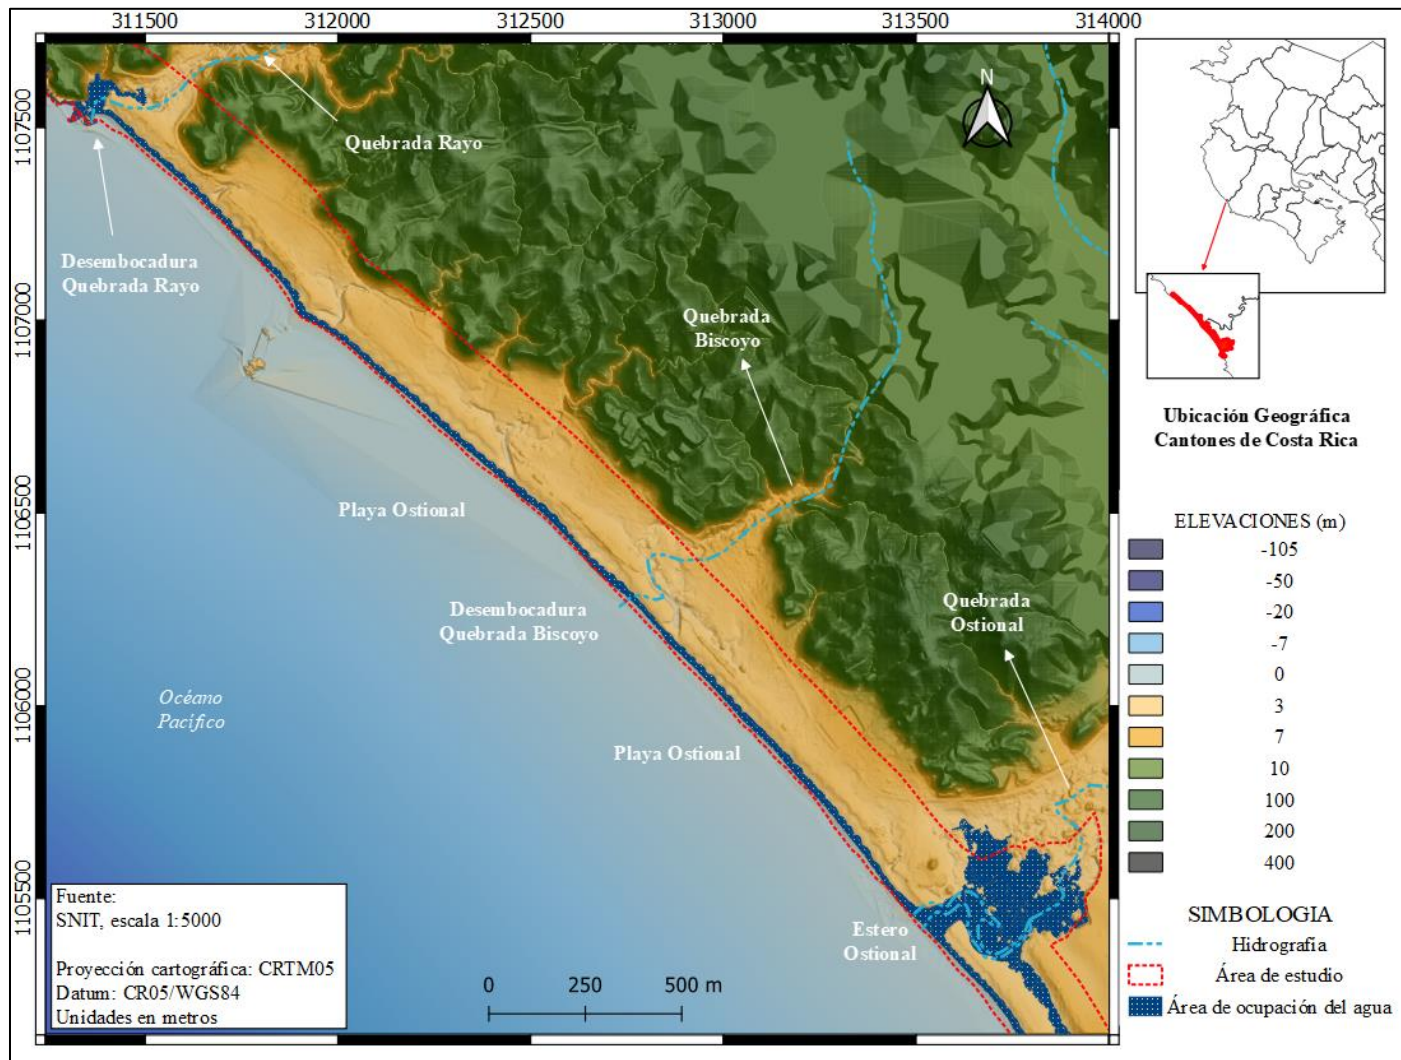 311500 312000 312500 313000 313500 314000
1107500
1107000
1106500
1106000
1105500
N
Quebrada Rayo
Desembocadura
Quebrada Rayo
Quebrada
Biscoyo
Playa Ostional
Desembocadura
Quebrada Biscoyo
Quebrada
Ostional
Océano
Pacífico
Playa Ostional
Estero
Ostional
Fuente:
SNIT, escala 1:5000
Proyección cartográfica: CRTM05
Datum: CR05/WGS84
Unidades en metros
0 250 500 m
Ubicación Geográfica
Cantones de Costa Rica
ELEVACIONES (m)
-105
-50
-20
-7
0
3
7
10
100
200
400
SIMBOLOGIA
Hidrografía
Área de estudio
Área de ocupación del agua